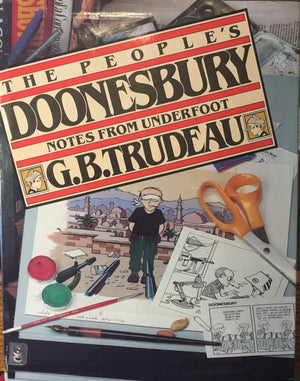 THE PEOPLE'S
DOONESBURY
NOTES FROM UNDERFOOT
G.B.TRUDEAU
DOONESBURY